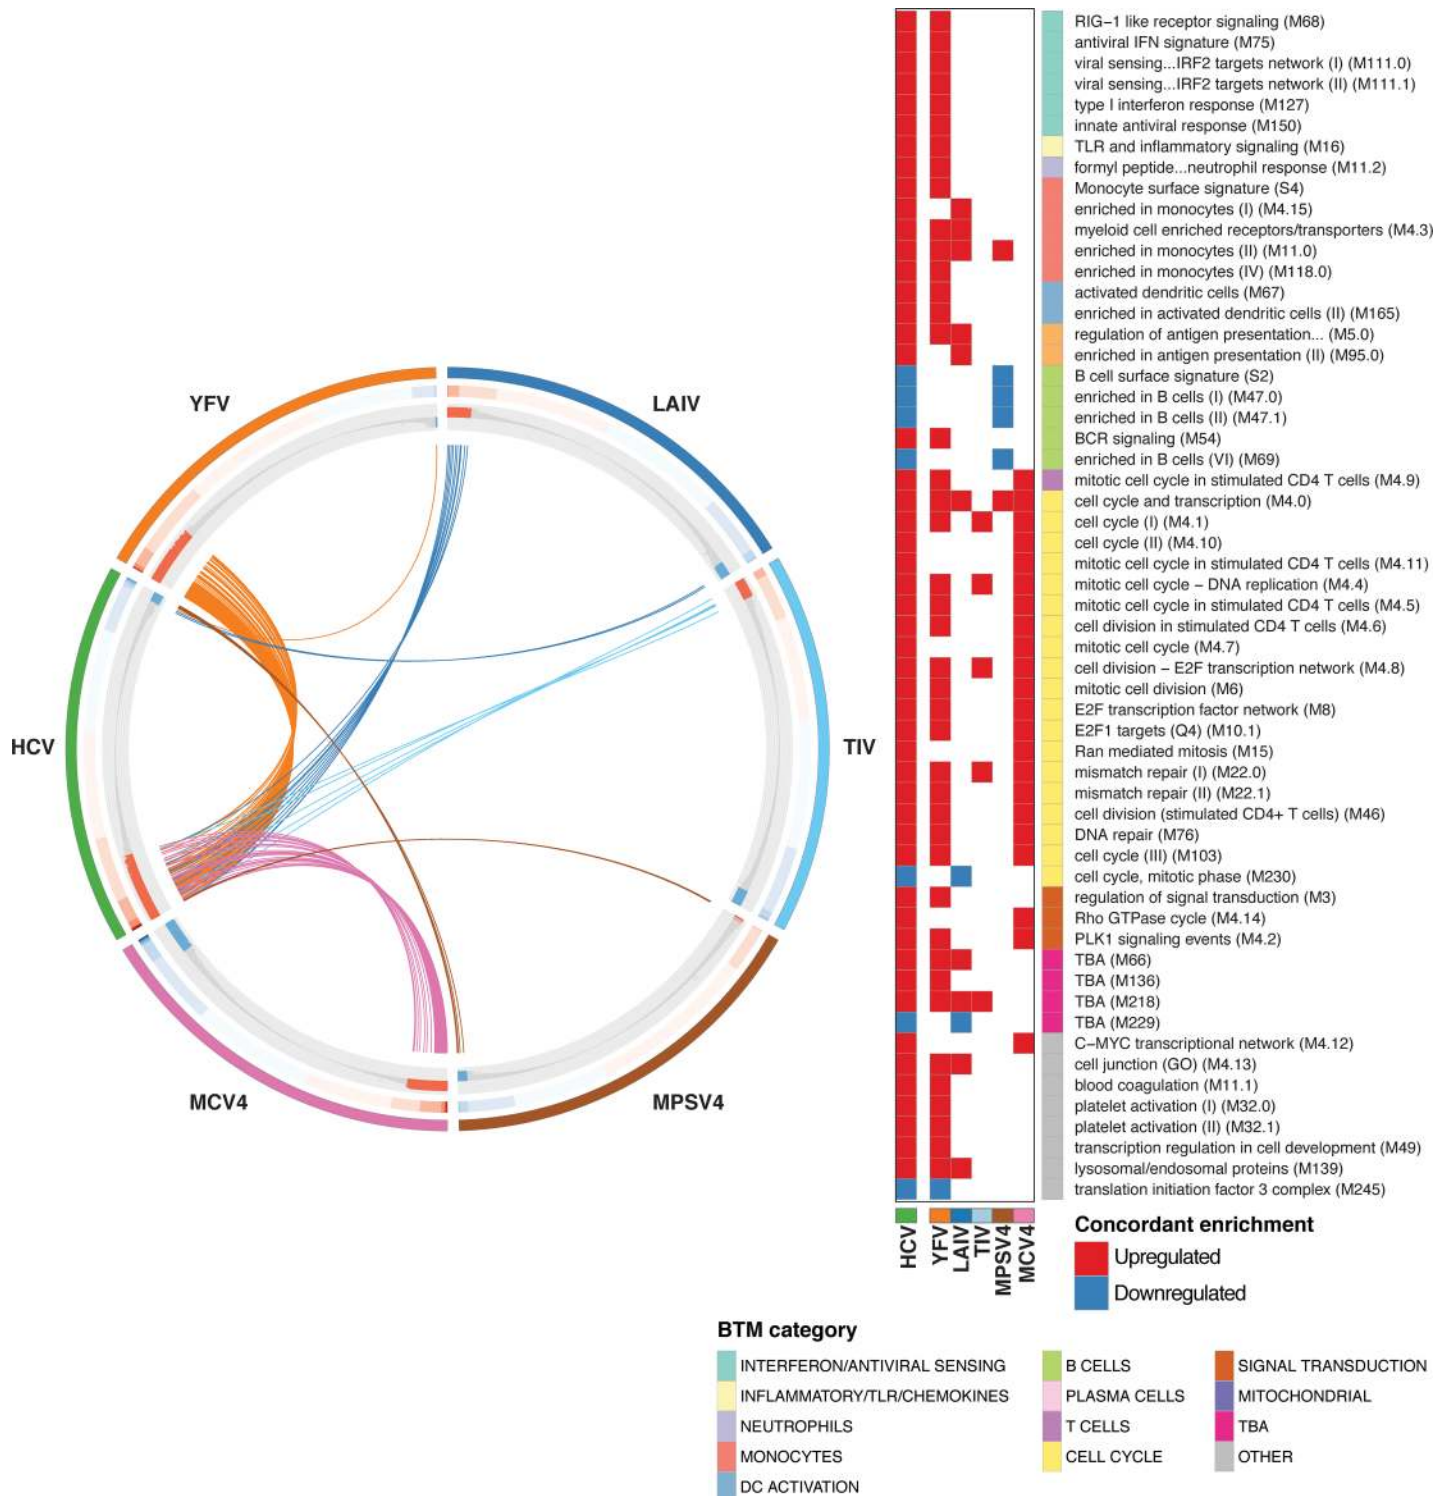 YFV
LAIV
HCV
TIV
MCV4
MPSV4
RIG−1 like receptor signaling (M68)
antiviral IFN signature (M75)
viral sensing...IRF2 targets network (I) (M111.0)
viral sensing...IRF2 targets network (II) (M111.1)
type I interferon response (M127)
innate antiviral response (M150)
TLR and inflammatory signaling (M16)
formyl peptide...neutrophil response (M11.2)
Monocyte surface signature (S4)
enriched in monocytes (I) (M4.15)
myeloid cell enriched receptors/transporters (M4.3)
enriched in monocytes (II) (M11.0)
enriched in monocytes (IV) (M118.0)
activated dendritic cells (M67)
enriched in activated dendritic cells (II) (M165)
regulation of antigen presentation... (M5.0)
enriched in antigen presentation (II) (M95.0)
B cell surface signature (S2)
enriched in B cells (I) (M47.0)
enriched in B cells (II) (M47.1)
BCR signaling (M54)
enriched in B cells (VI) (M69)
mitotic cell cycle in stimulated CD4 T cells (M4.9)
cell cycle and transcription (M4.0)
cell cycle (I) (M4.1)
cell cycle (II) (M4.10)
mitotic cell cycle in stimulated CD4 T cells (M4.11)
mitotic cell cycle − DNA replication (M4.4)
mitotic cell cycle in stimulated CD4 T cells (M4.5)
cell division in stimulated CD4 T cells (M4.6)
mitotic cell cycle (M4.7)
cell division − E2F transcription network (M4.8)
mitotic cell division (M6)
E2F transcription factor network (M8)
E2F1 targets (Q4) (M10.1)
Ran mediated mitosis (M15)
mismatch repair (I) (M22.0)
mismatch repair (II) (M22.1)
cell division (stimulated CD4+ T cells) (M46)
DNA repair (M76)
cell cycle (III) (M103)
cell cycle, mitotic phase (M230)
regulation of signal transduction (M3)
Rho GTPase cycle (M4.14)
PLK1 signaling events (M4.2)
TBA (M66)
TBA (M136)
TBA (M218)
TBA (M229)
C−MYC transcriptional network (M4.12)
cell junction (GO) (M4.13)
blood coagulation (M11.1)
platelet activation (I) (M32.0)
platelet activation (II) (M32.1)
transcription regulation in cell development (M49)
lysosomal/endosomal proteins (M139)
translation initiation factor 3 complex (M245)
HCV
YFV
LAIV
TIV
MPSV4
MCV4
Concordant enrichment
Upregulated
Downregulated
BTM category
INTERFERON/ANTIVIRAL SENSING
INFLAMMATORY/TLR/CHEMOKINES
NEUTROPHILS
MONOCYTES
DC ACTIVATION
B CELLS
PLASMA CELLS
T CELLS
CELL CYCLE
SIGNAL TRANSDUCTION
MITOCHONDRIAL
TBA
OTHER